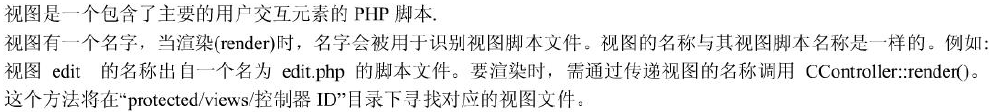 视图是一个包含了主要的用户交互元素的 PHP 脚本.
视图有一个名字，当渲染(render)时，名字会被用于识别视图脚本文件。视图的名称与其视图脚本名称是一样的。例如:
视图 edit 的名称出自一个名为 edit.php 的脚本文件。要渲染时，需通过传递视图的名称调用 CController::render()。
这个方法将在“protected/views/控制器 ID”目录下寻找对应的视图文件。